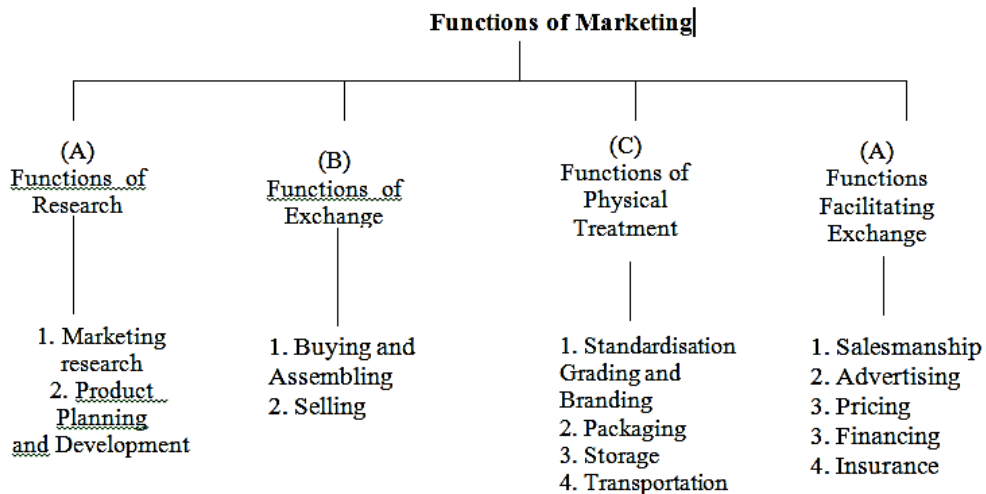 Functions of Marketing
(A)
Functions of
Research
1. Marketing
research
2. Product
Planning
and Development
(B)
Functions of
Exchange
1. Buying and
Assembling
2. Selling
(C)
Functions of
Physical
Treatment
1. Standardisation
Grading and
Branding
2. Packaging
3. Storage
4. Transportation
(A)
Functions
Facilitating
Exchange
1. Salesmanship
2. Advertising
3. Pricing
3. Financing
4. Insurance